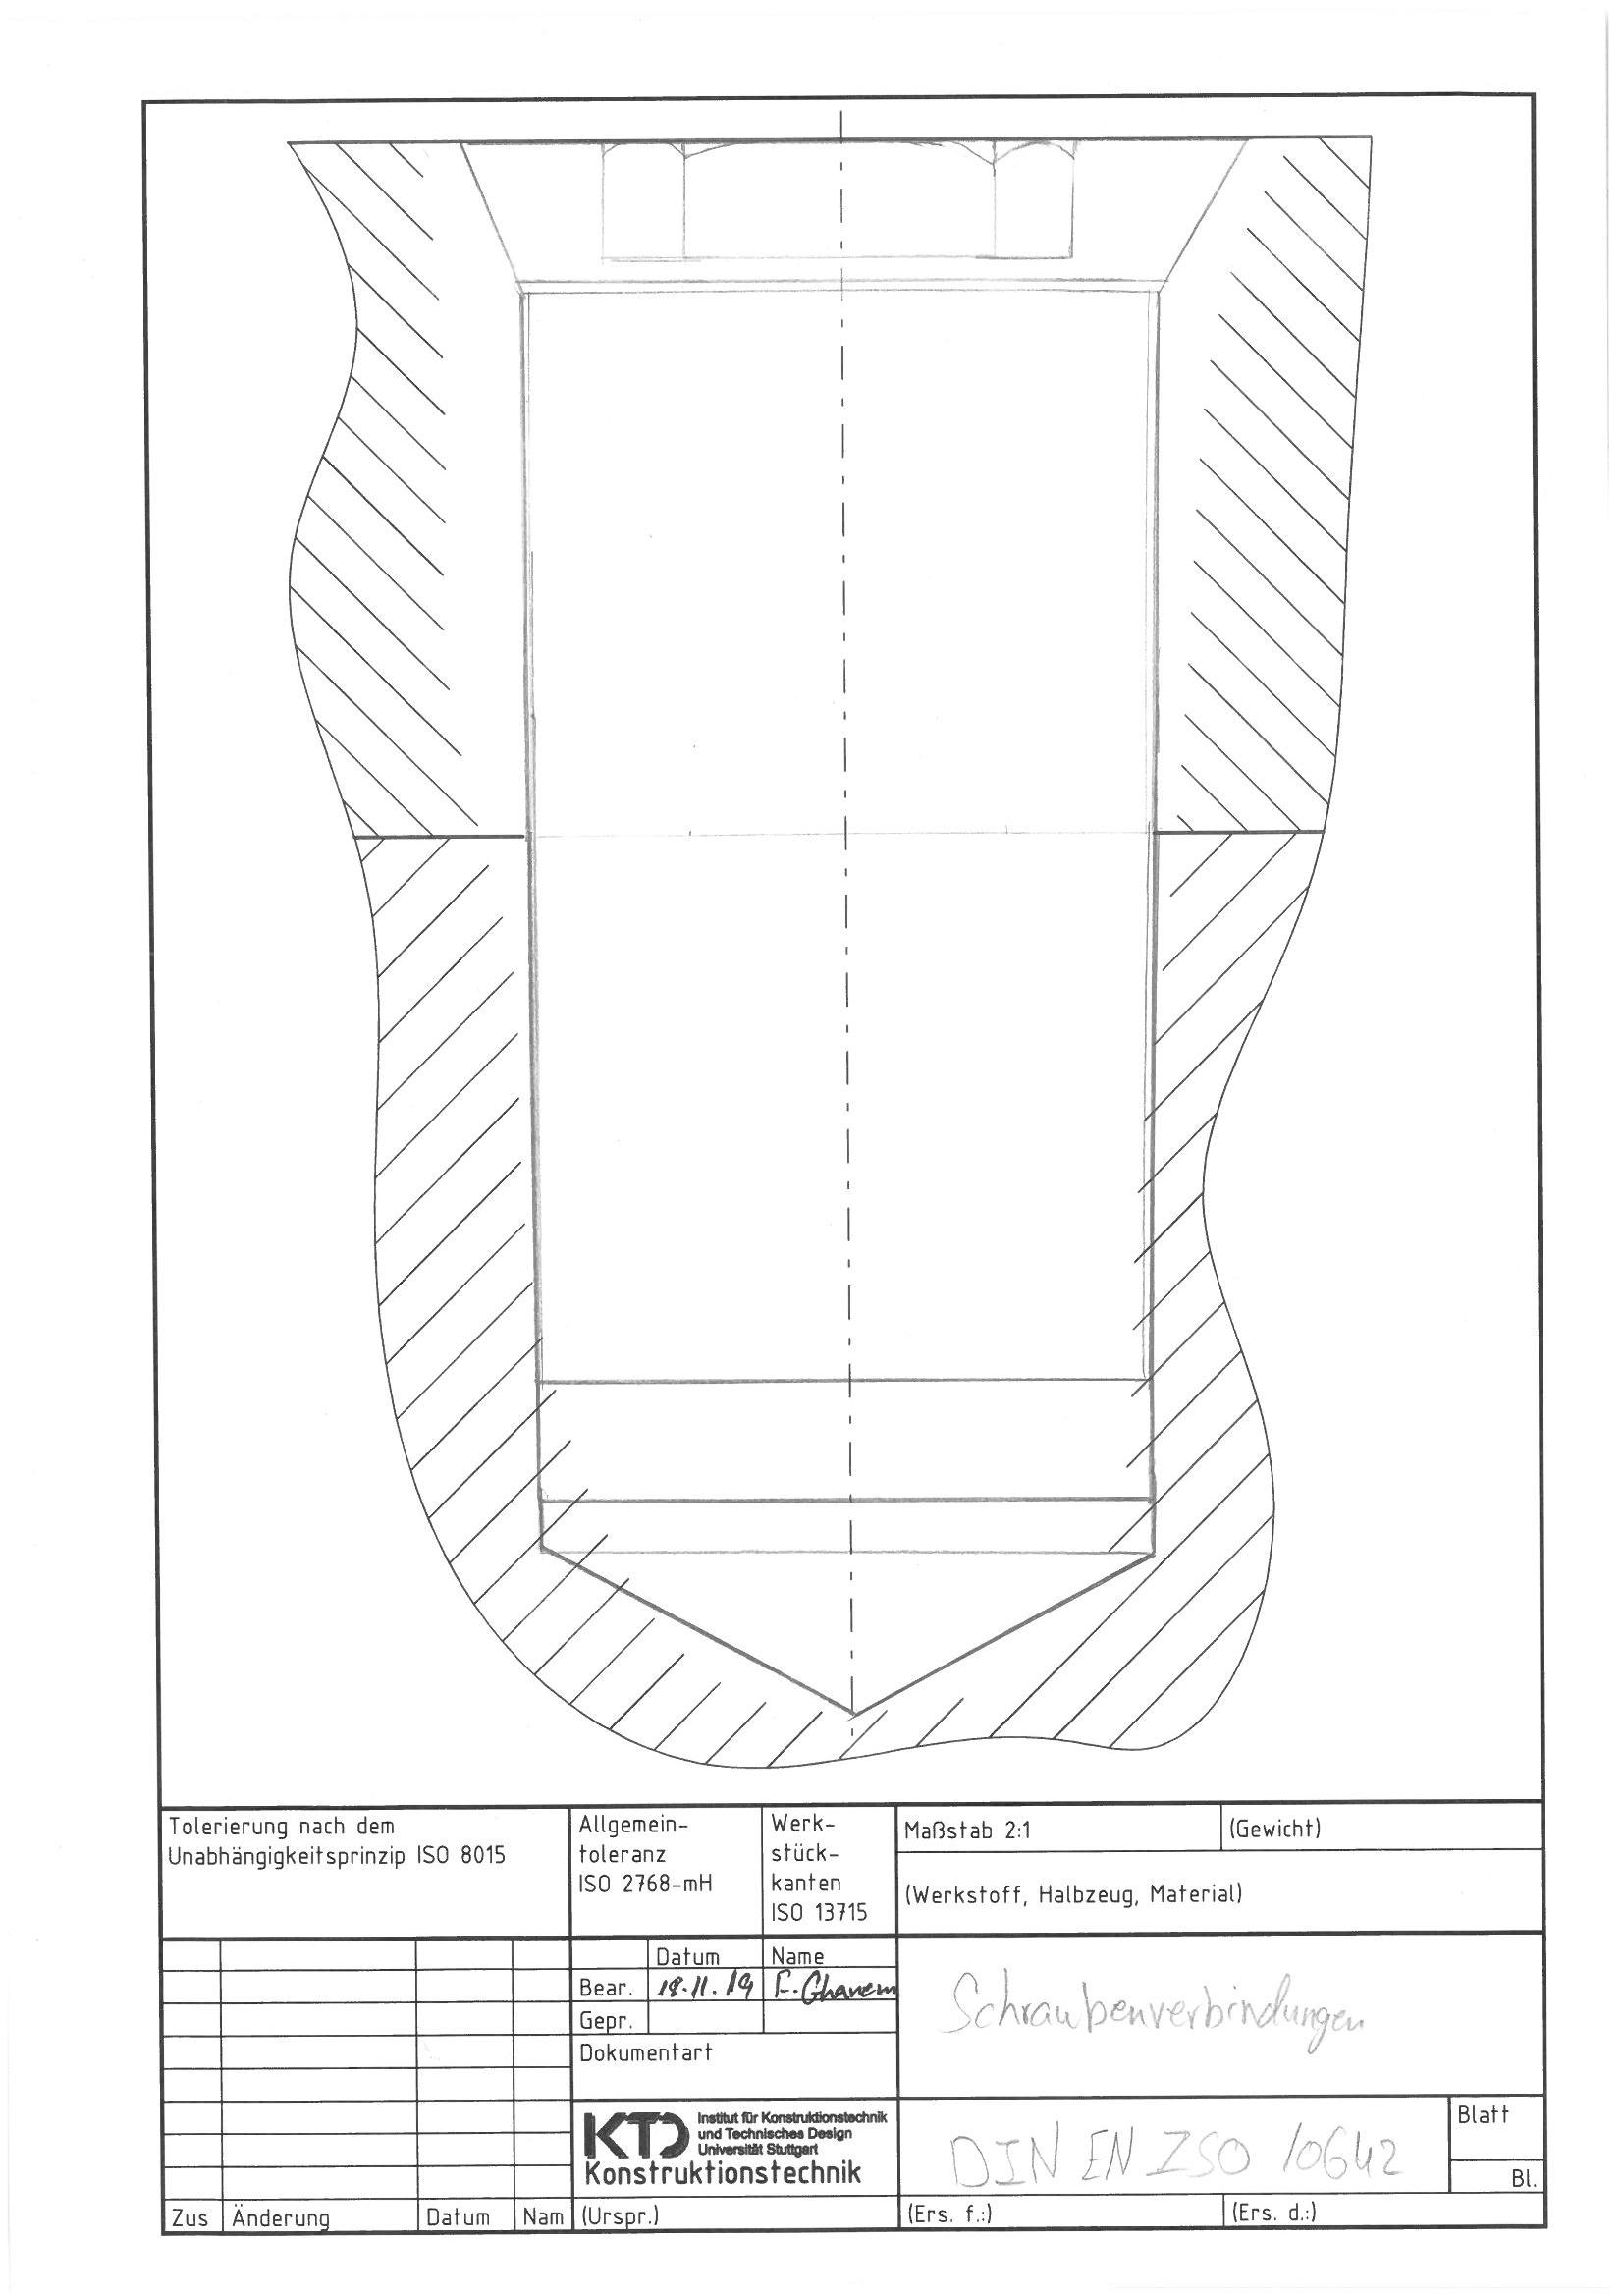 Tolerierung nach dem
Unabhängigkeitsprinzip ISO 8015
Allgemein-
toleranz
ISO 2768-mH
Werk-
stück-
kanten
ISO 13715
Maßstab 2:1
(Gewicht)
(Werkstoff, Halbzeug, Material)
Datum
Name
Bear.
18.11.19
F. Ghanem
Gepr.
Dokumentart
Schraubenverbindungen
KTD
Institut für Konstruktionstechnik
und Technisches Design
Universität Stuttgart
Konstruktionstechnik
DIN EN ISO 10642
Blatt
Bl.
Zus
Änderung
Datum
Nam
(Urspr.)
(Ers. f.:)
(Ers. d.:)